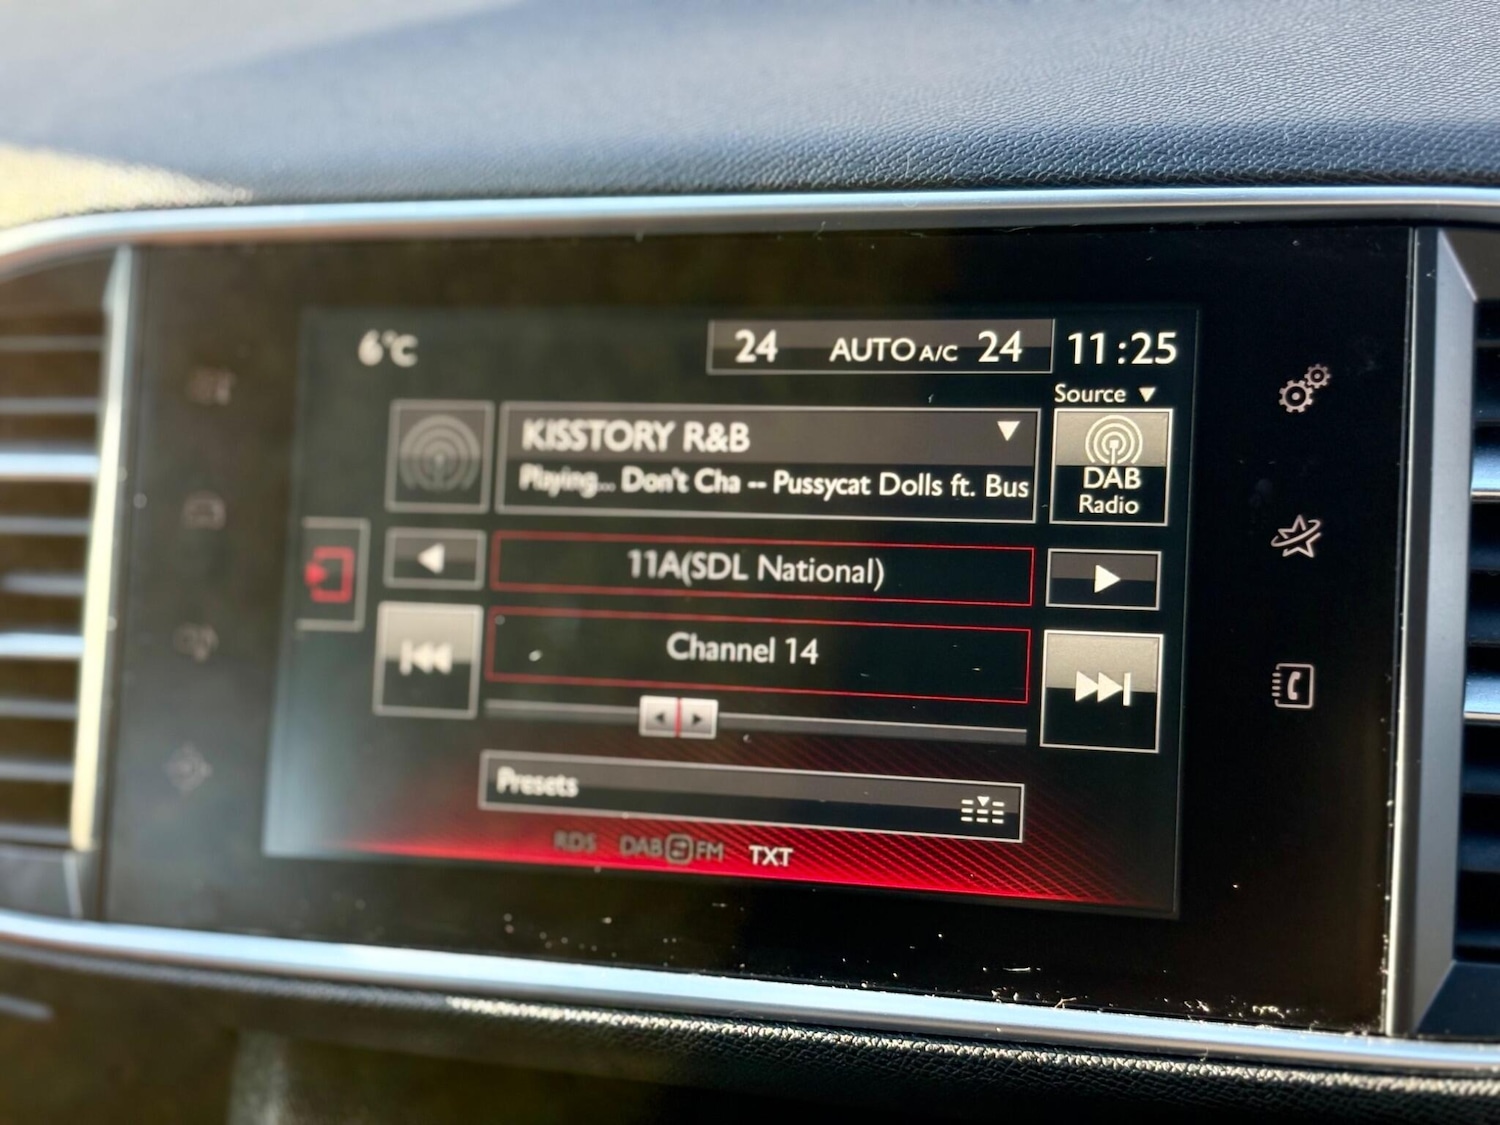 6°C 24 AUTO A/C 24 11:25
Source
KISSTORY R&B
Playing... Don't Cha -- Pussycat Dolls ft. Bus
DAB
Radio
11A(SDL National)
Channel 14
Presets
RDS DAB FM TXT